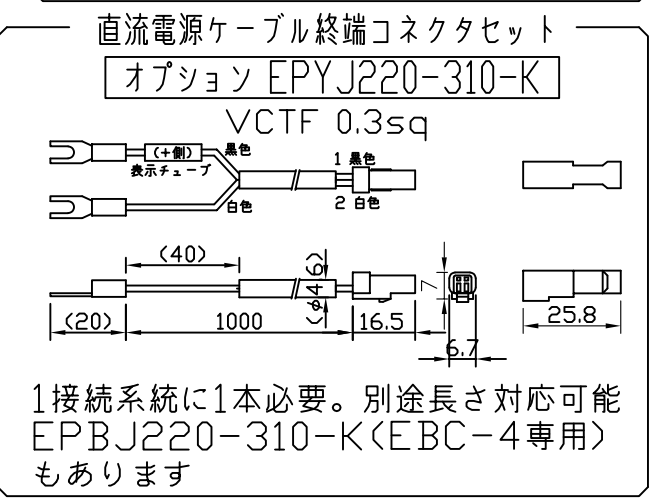 直流電源ケーブル終端コネクタセット
オプション EPYJ220-310-K
VCTF 0.3sq
(+側)
黒色
表示チューブ
1 黒色
白色
2 白色
(40)
(φ4.6)
7
(20)
1000
16.5
25.8
6.7
1接続系統に1本必要。別途長さ対応可能
EPBJ220-310-K(EBC-4専用)
もあります